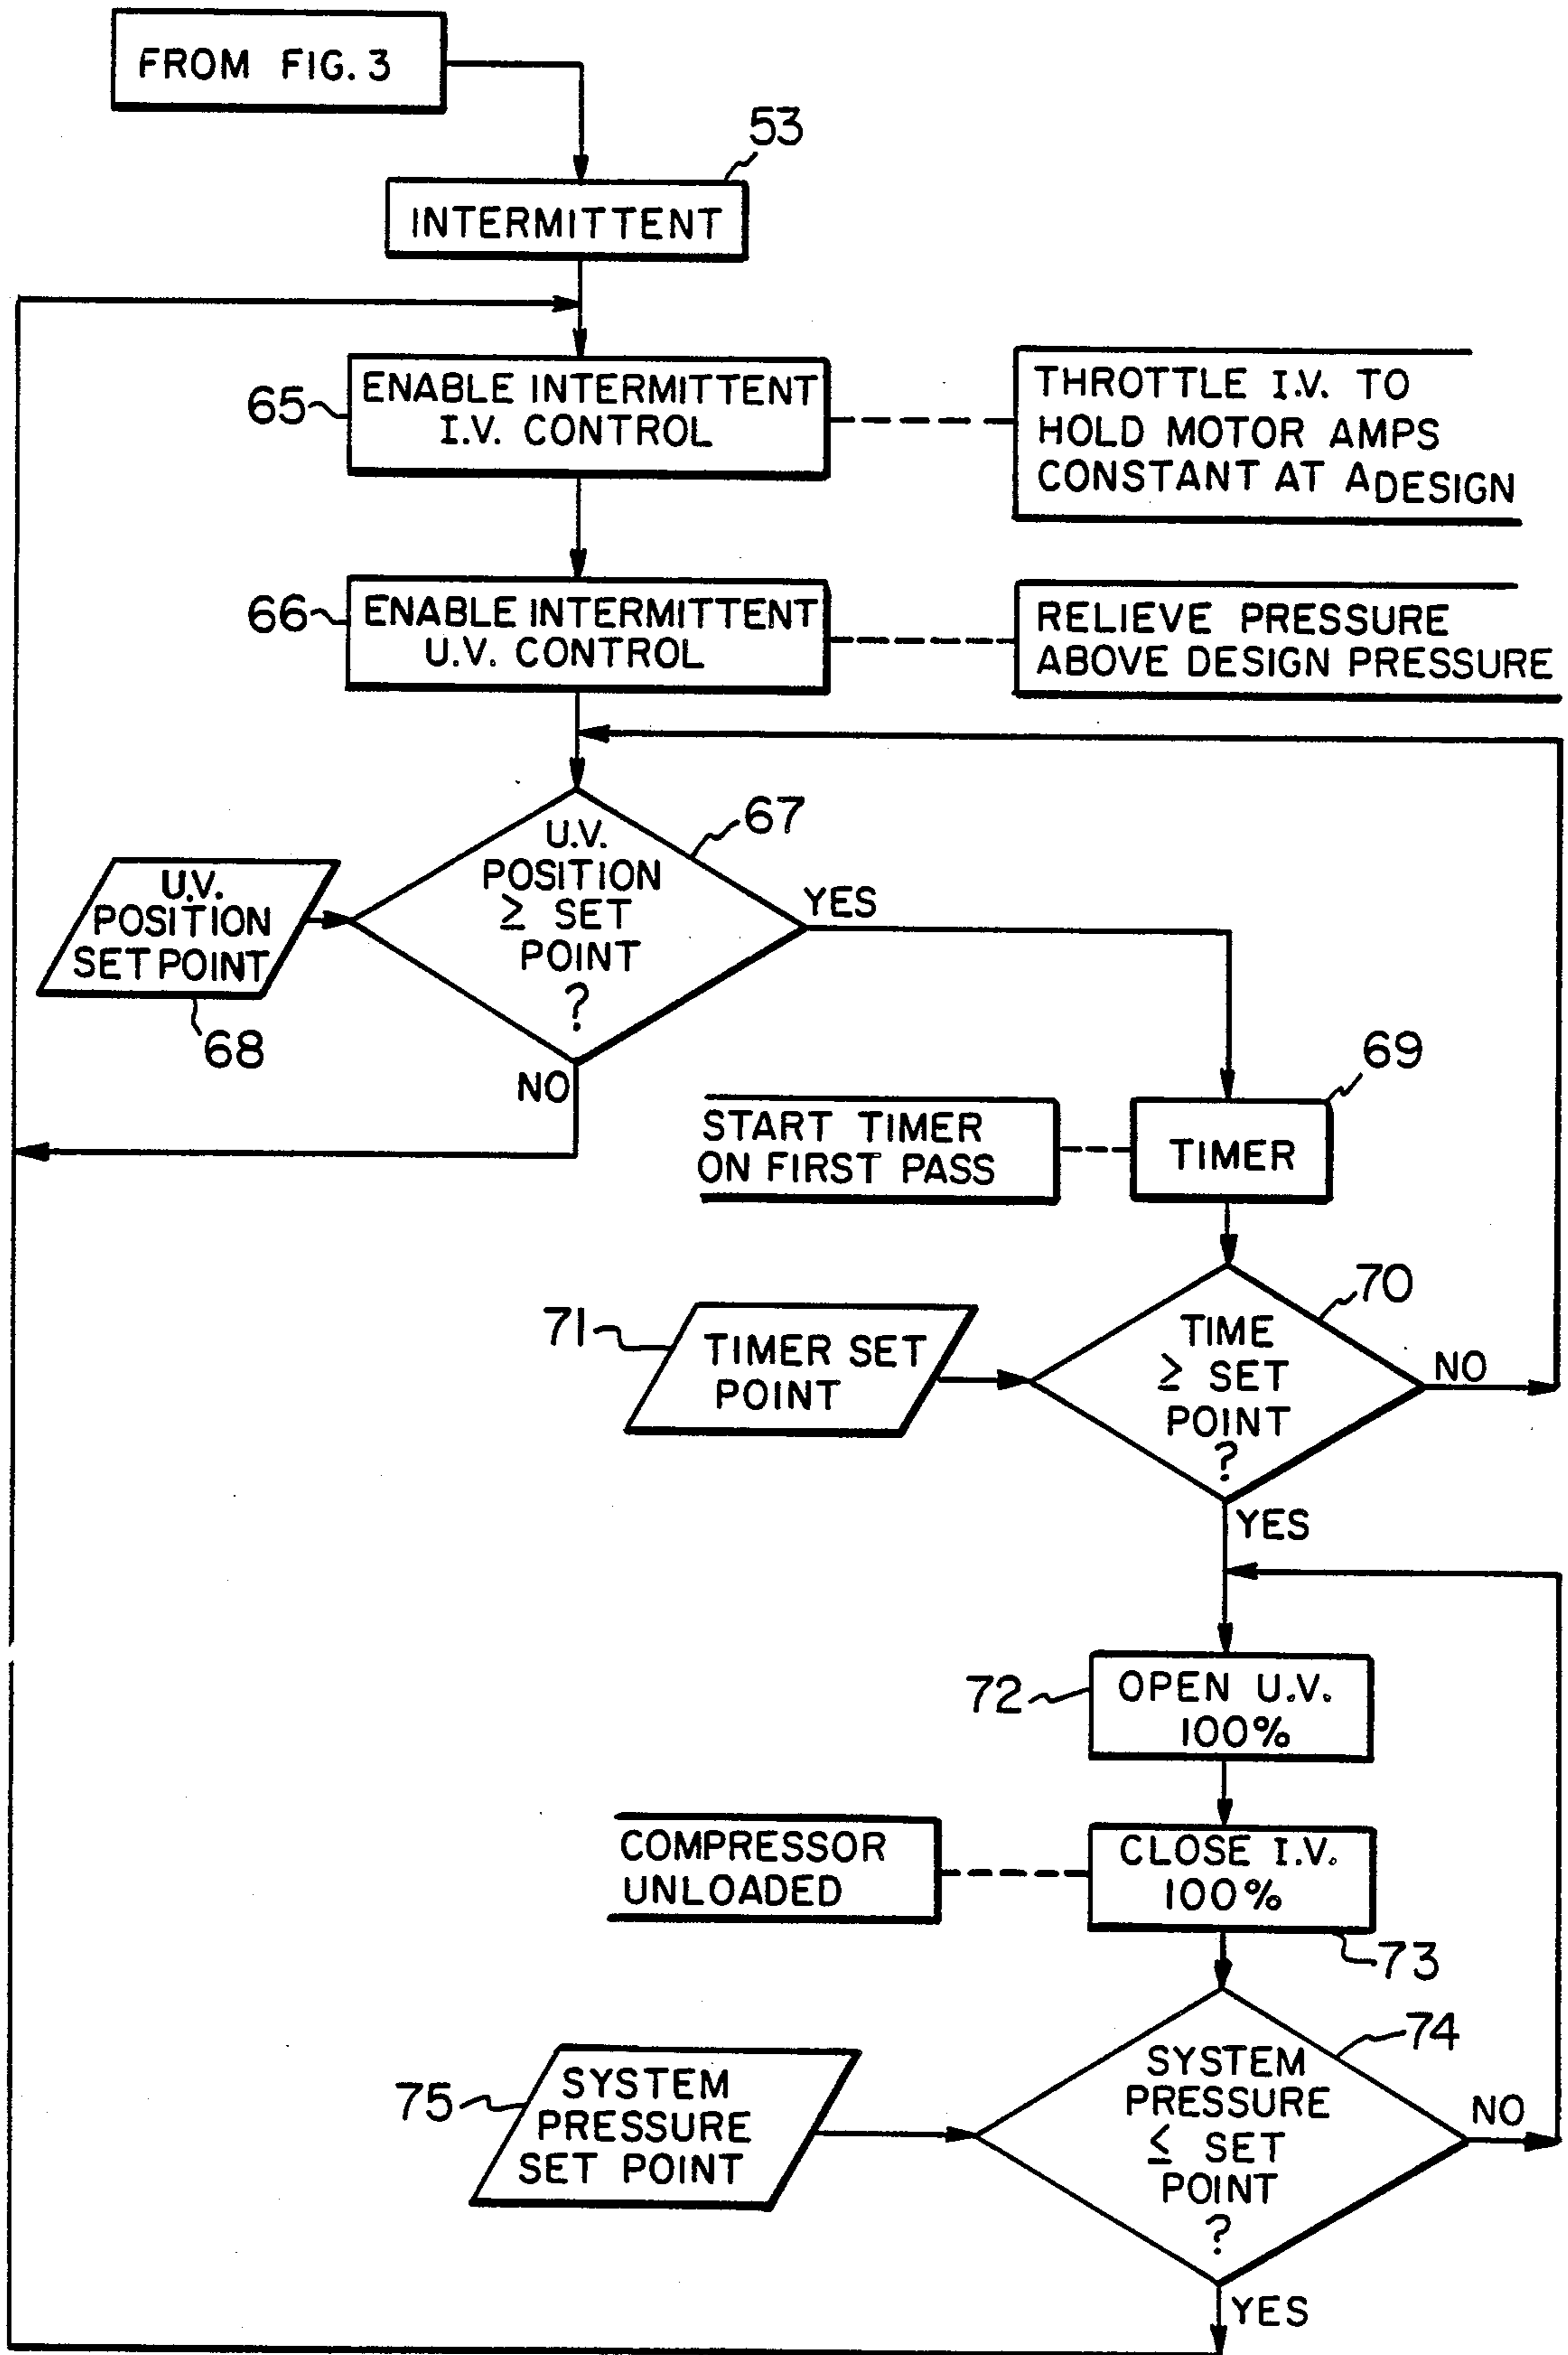 FROM FIG. 3
53
INTERMITTENT
65
ENABLE INTERMITTENT
I.V. CONTROL
THROTTLE I.V. TO
HOLD MOTOR AMPS
CONSTANT AT ADESIGN
66
ENABLE INTERMITTENT
U.V. CONTROL
RELIEVE PRESSURE
ABOVE DESIGN PRESSURE
67
U.V.
POSITION
≥ SET
POINT
?
YES
U.V.
POSITION
SET POINT
68
NO
69
START TIMER
ON FIRST PASS
TIMER
70
71
TIMER SET
POINT
TIME
≥ SET
POINT
?
NO
YES
72
OPEN U.V.
100%
COMPRESSOR
UNLOADED
CLOSE I.V.
100%
73
74
75
SYSTEM
PRESSURE
SET POINT
SYSTEM
PRESSURE
≤ SET
POINT
?
NO
YES